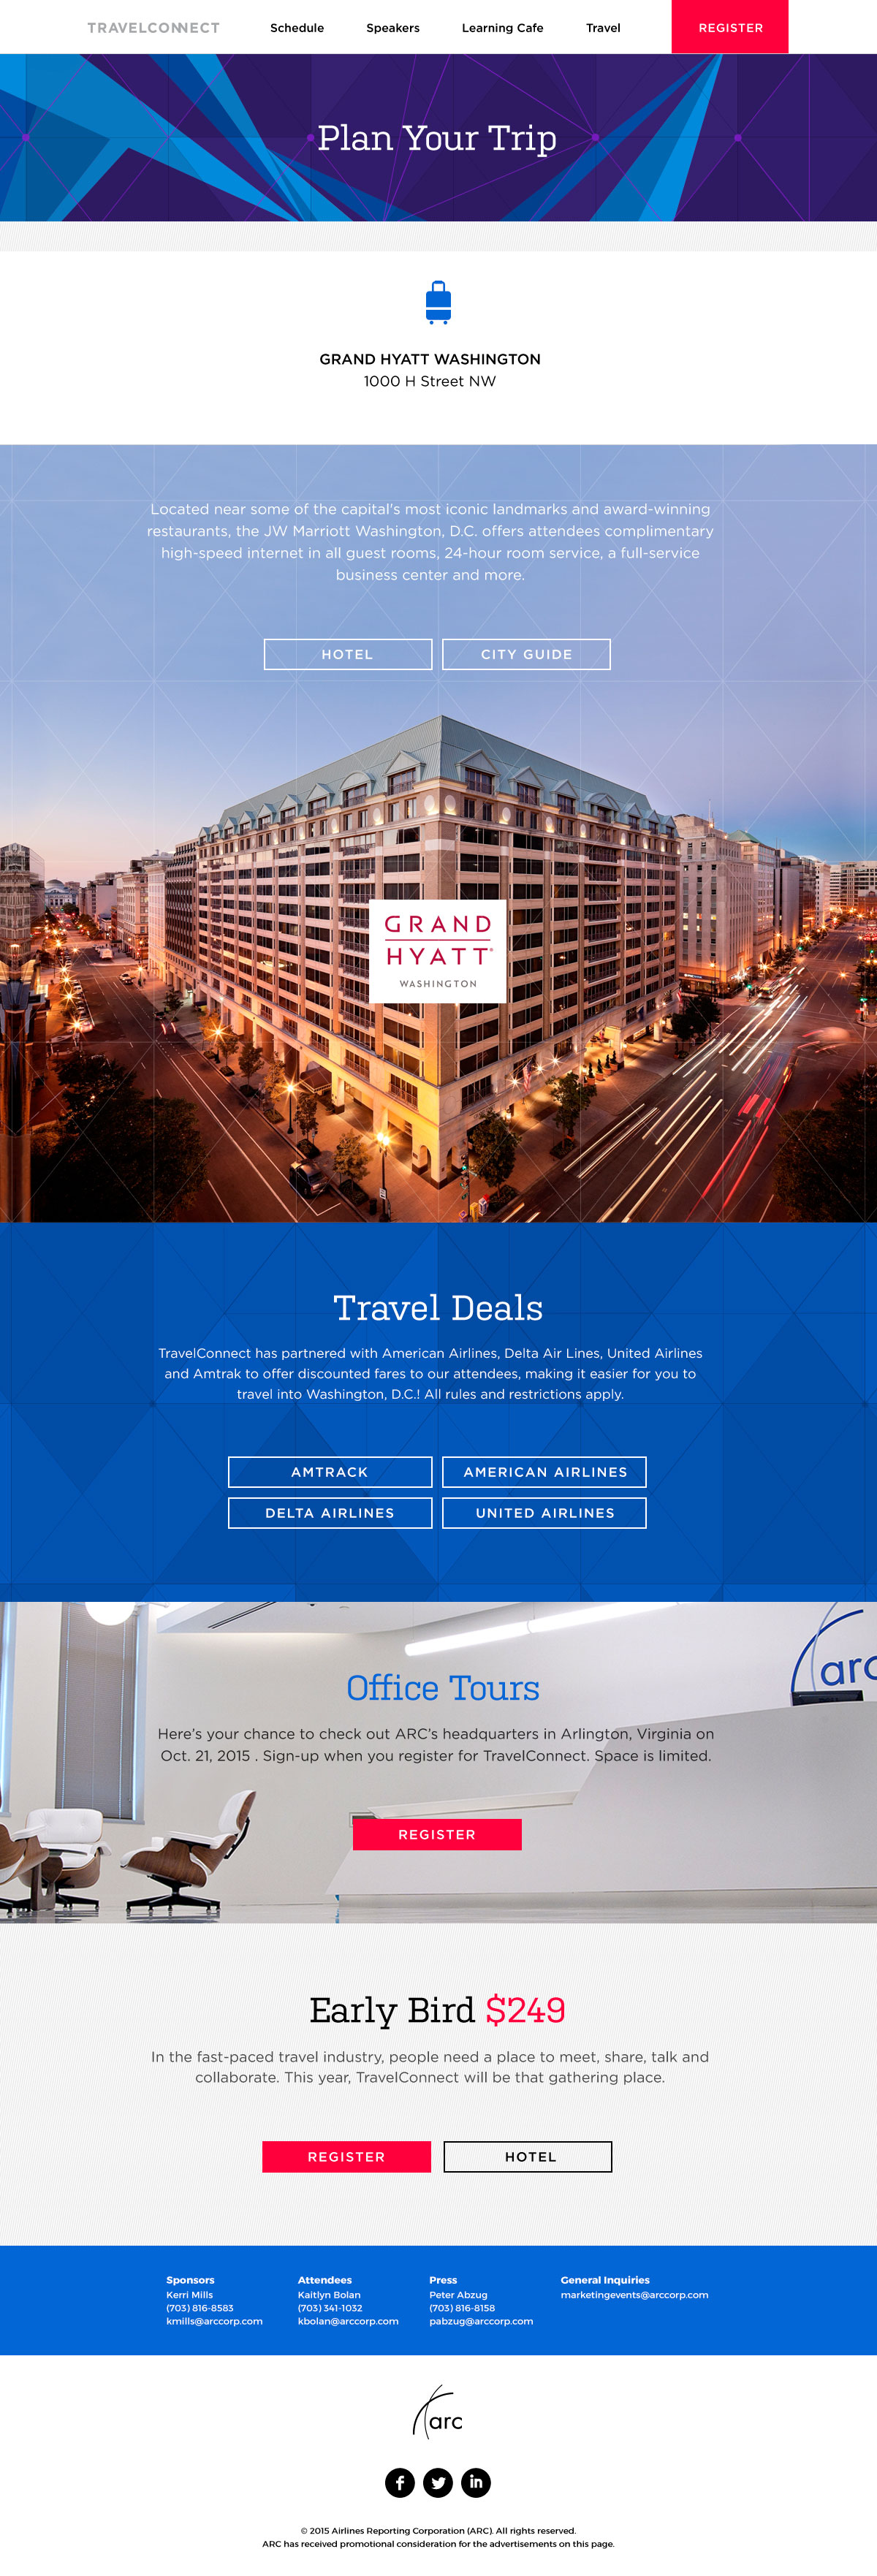 TRAVELCONNECT
Schedule
Speakers
Learning Cafe
Travel
REGISTER
Plan Your Trip
GRAND HYATT WASHINGTON
1000 H Street NW
Located near some of the capital's most iconic landmarks and award-winning
restaurants, the JW Marriott Washington, D.C. offers attendees complimentary
high-speed internet in all guest rooms, 24-hour room service, a full-service
business center and more.
HOTEL
CITY GUIDE
GRAND
HYATT®
WASHINGTON
Travel Deals
TravelConnect has partnered with American Airlines, Delta Air Lines, United Airlines
and Amtrak to offer discounted fares to our attendees, making it easier for you to
travel into Washington, D.C.! All rules and restrictions apply.
AMTRACK
AMERICAN AIRLINES
DELTA AIRLINES
UNITED AIRLINES
arc
Office Tours
Here’s your chance to check out ARC’s headquarters in Arlington, Virginia on
Oct. 21, 2015 . Sign-up when you register for TravelConnect. Space is limited.
REGISTER
Early Bird $249
In the fast-paced travel industry, people need a place to meet, share, talk and
collaborate. This year, TravelConnect will be that gathering place.
REGISTER
HOTEL
Sponsors
Kerri Mills
(703) 816-8583
kmills@arccorp.com
Attendees
Kaitlyn Bolan
(703) 341-1032
kbolan@arccorp.com
Press
Peter Abzug
(703) 816-8158
pabzug@arccorp.com
General Inquiries
marketingevents@arccorp.com
arc
f
in
© 2015 Airlines Reporting Corporation (ARC). All rights reserved.
ARC has received promotional consideration for the advertisements on this page.